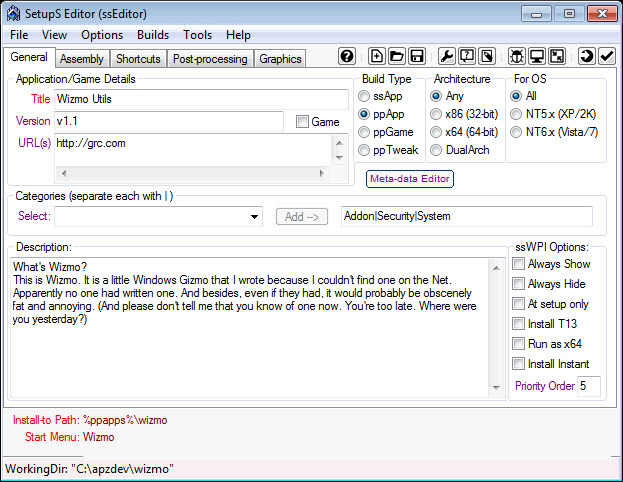 SetupS Editor (ssEditor)
File View Options Builds Tools Help
General Assembly Shortcuts Post-processing Graphics
Application/Game Details
Title Wizmo Utils
Version v1.1 Game
URL(s) http://grc.com
Build Type
ssApp
ppApp
ppGame
ppTweak
Architecture
Any
x86 (32-bit)
x64 (64-bit)
DualArch
For OS
All
NT5.x (XP/2K)
NT6.x (Vista/7)
Meta-data Editor
Categories (separate each with | )
Select: Add --> Addon|Security|System
Description:
What's Wizmo?
This is Wizmo. It is a little Windows Gizmo that I wrote because I couldn't find one on the Net.
Apparently no one had written one. And besides, even if they had, it would probably be obscenely
fat and annoying. (And please don't tell me that you know of one now. You're too late. Where were
you yesterday?)
ssWPI Options:
Always Show
Always Hide
At setup only
Install T13
Run as x64
Install Instant
Priority Order 5
Install-to Path: %ppapps%\wizmo
Start Menu: Wizmo
WorkingDir: "C:\apzdev\wizmo"